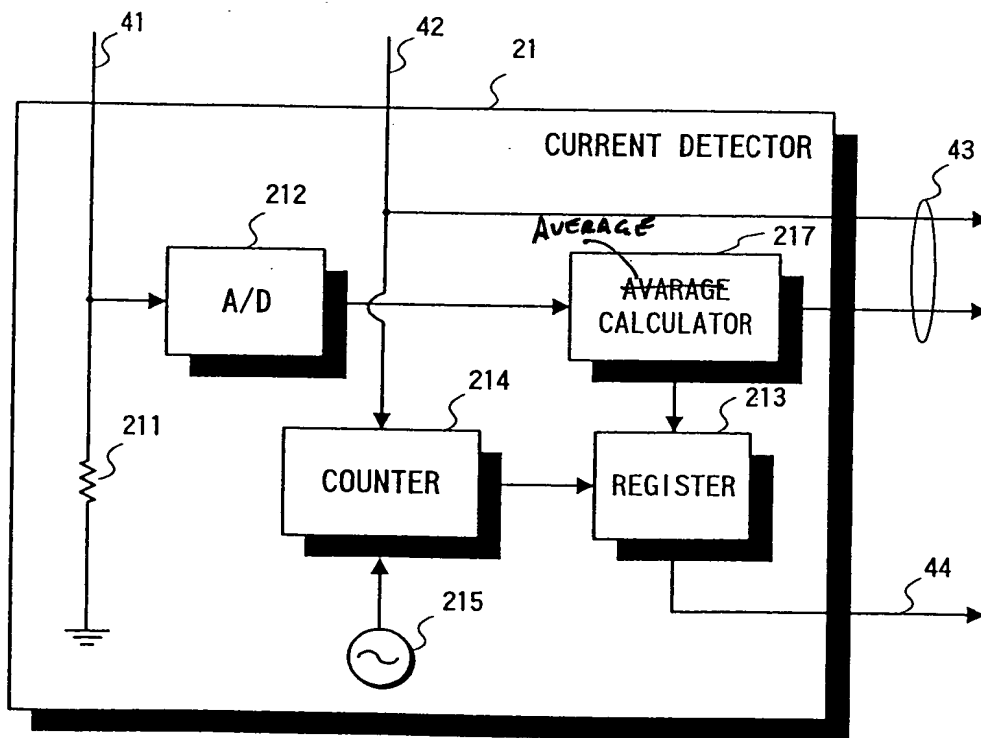 41
42
21
CURRENT DETECTOR
43
212
AVERAGE
217
A/D
AVARAGE
CALCULATOR
214
213
211
COUNTER
REGISTER
44
215